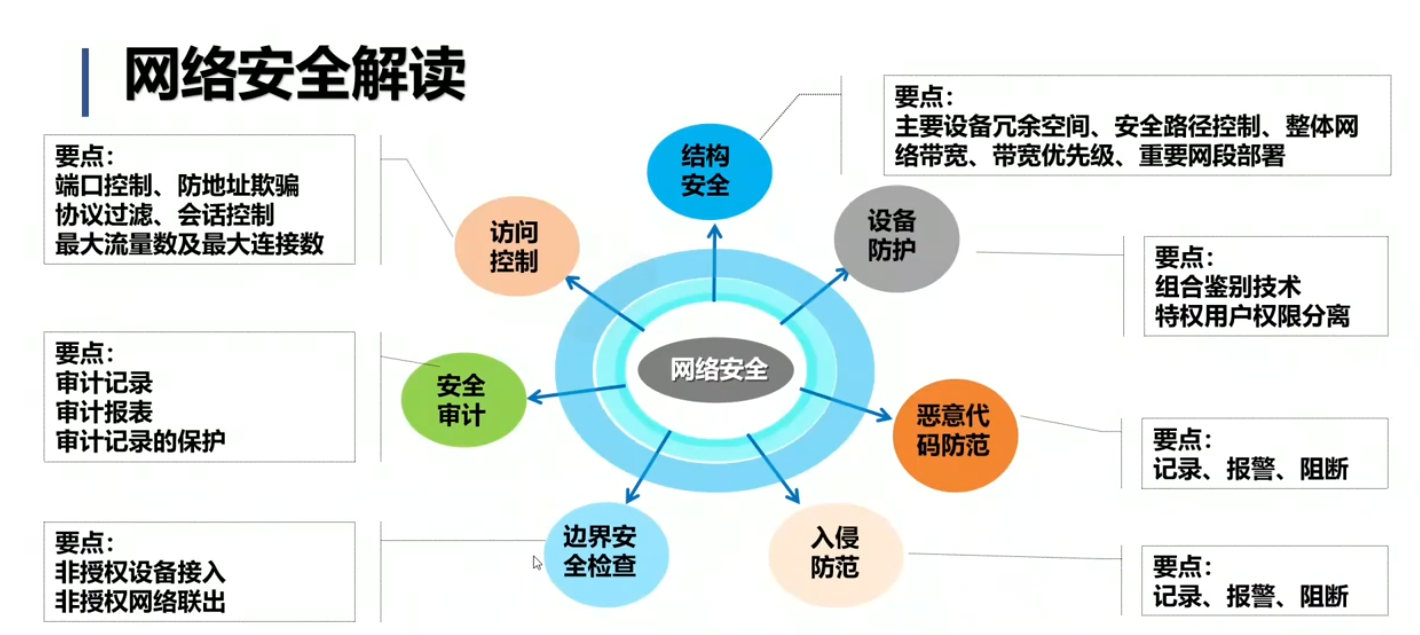 网络安全解读
要点：
主要设备冗余空间、安全路径控制、整体网
络带宽、带宽优先级、重要网段部署
结构
安全
要点：
端口控制、防地址欺骗
协议过滤、会话控制
最大流量数及最大连接数
访问
控制
设备
防护
要点：
组合鉴别技术
特权用户权限分离
要点：
审计记录
审计报表
审计记录的保护
安全
审计
网络安全
恶意代
码防范
要点：
记录、报警、阻断
要点：
非授权设备接入
非授权网络联出
边界安
全检查
入侵
防范
要点：
记录、报警、阻断